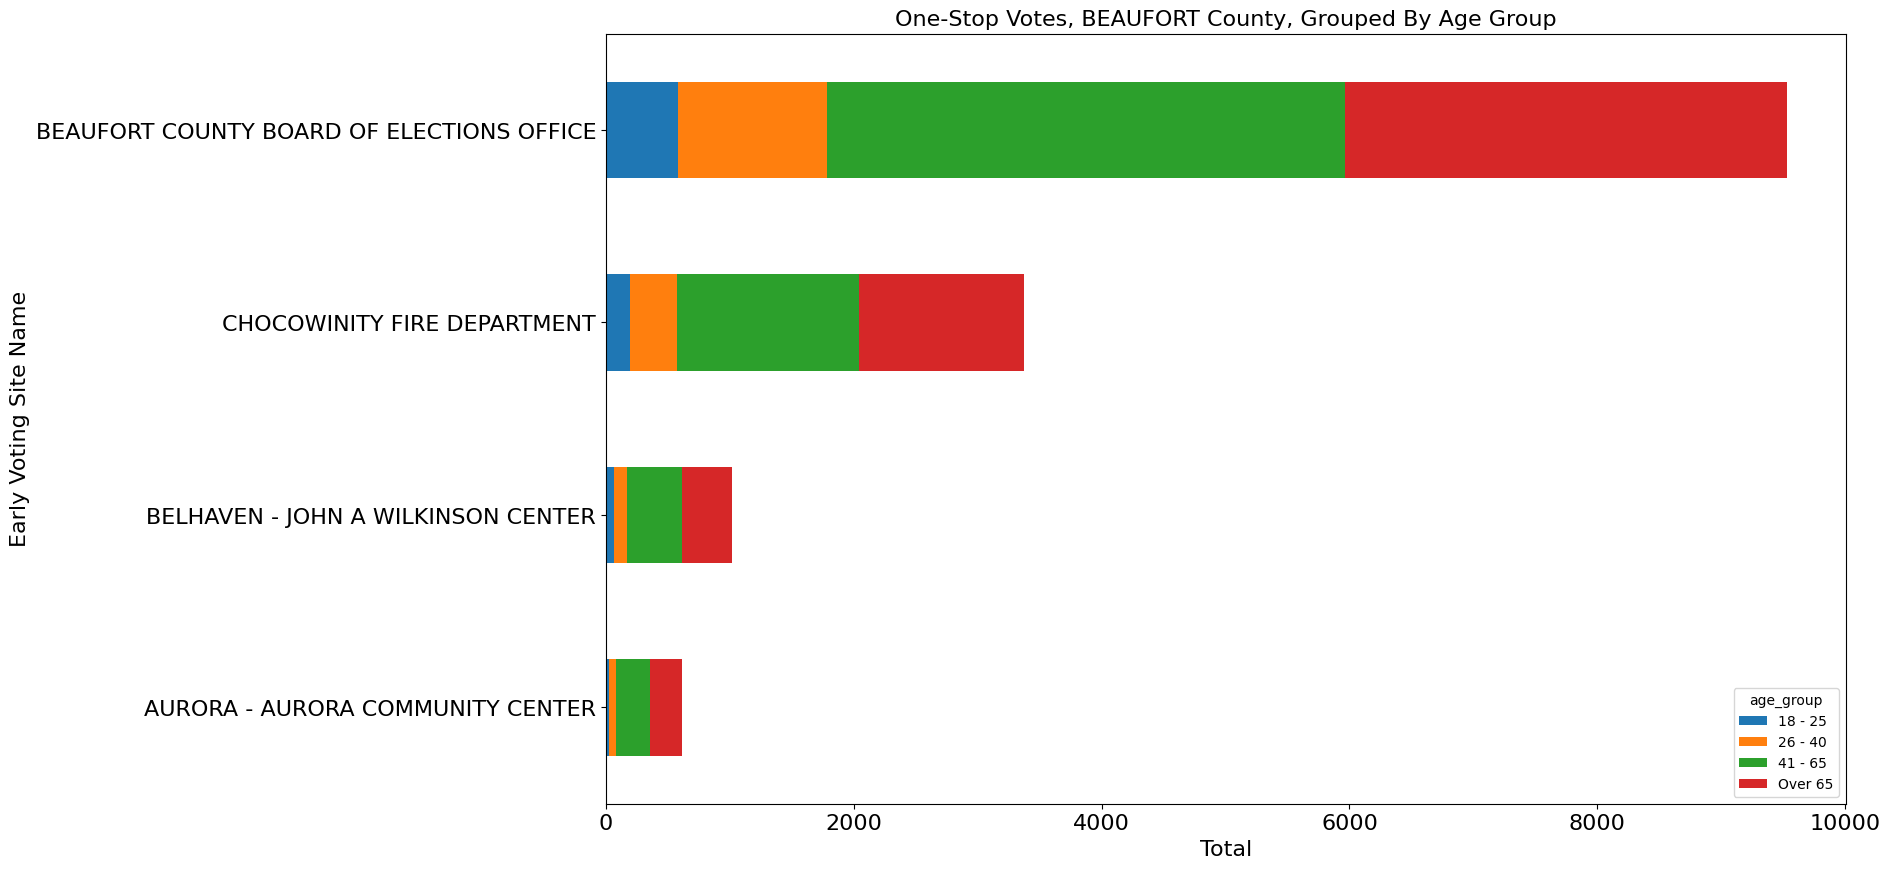 One-Stop Votes, BEAUFORT County, Grouped By Age Group
Early Voting Site Name
BEAUFORT COUNTY BOARD OF ELECTIONS OFFICE
CHOCOWINITY FIRE DEPARTMENT
BELHAVEN - JOHN A WILKINSON CENTER
AURORA - AURORA COMMUNITY CENTER
age_group
18 - 25
26 - 40
41 - 65
Over 65
0 2000 4000 6000 8000 10000
Total